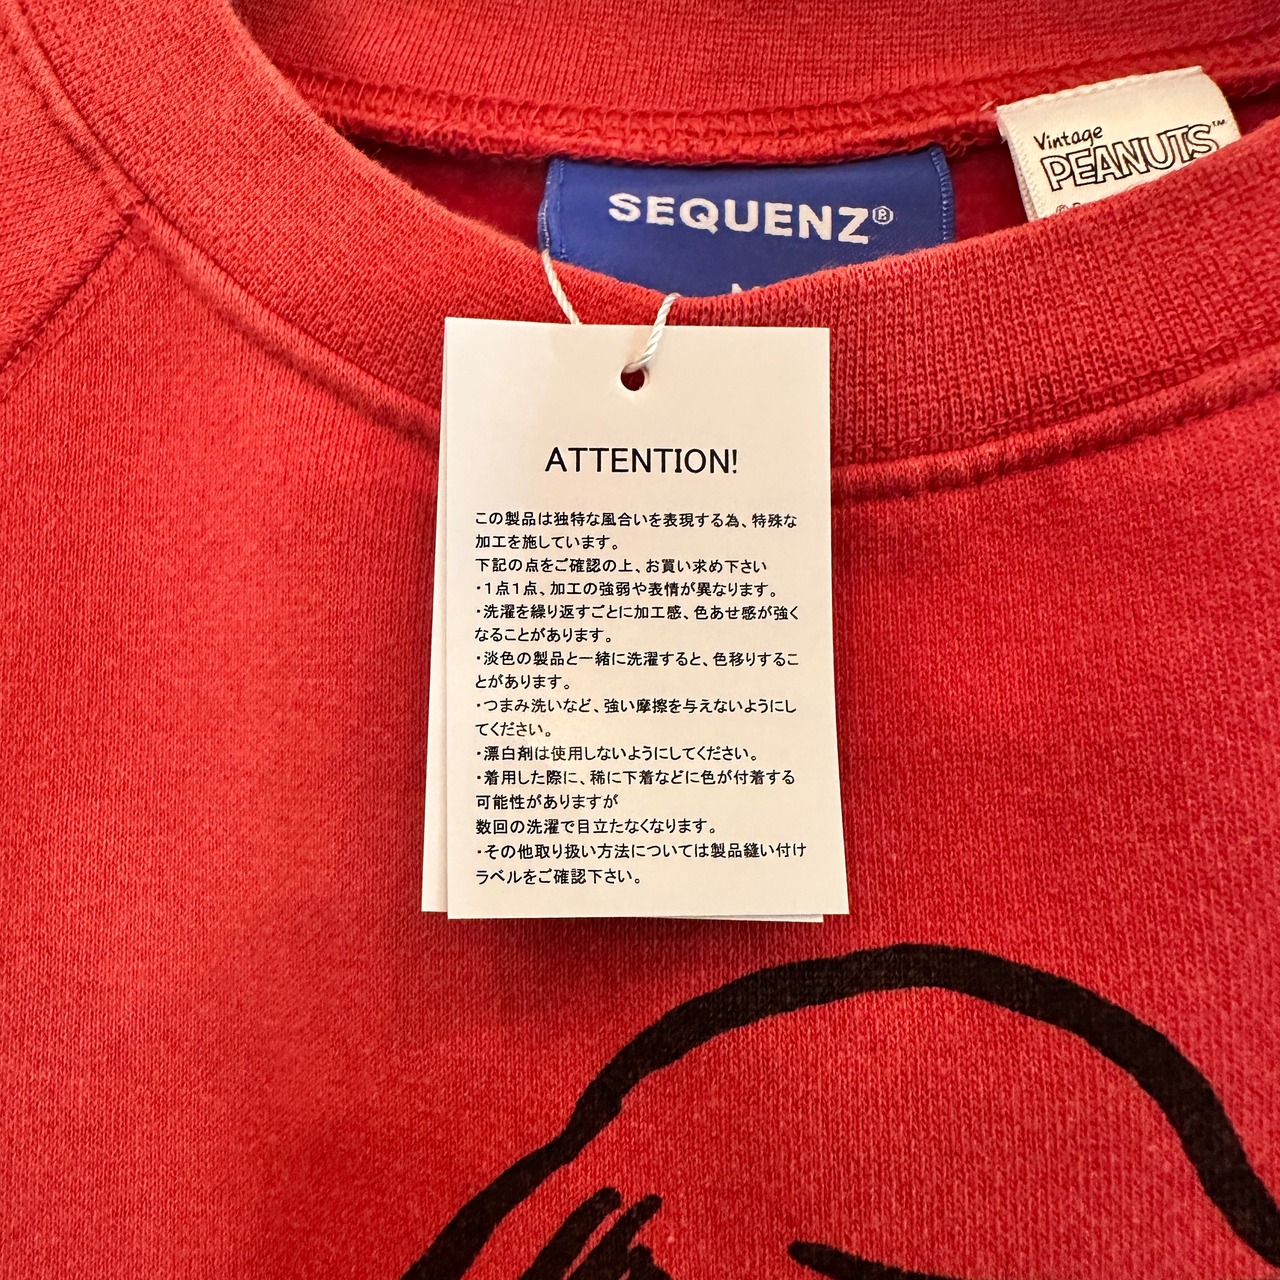 Vintage
PEANUTS™
SEQUENZ®
ATTENTION!
この製品は独特な風合いを表現する為、特殊な
加工を施しています。
下記の点をご確認の上、お買い求め下さい
・1点1点、加工の強弱や表情が異なります。
・洗濯を繰り返すごとに加工感、色あせ感が強く
なることがあります。
・淡色の製品と一緒に洗濯すると、色移りするこ
とがあります。
・つまみ洗いなど、強い摩擦を与えないようにし
てください。
・漂白剤は使用しないようにしてください。
・着用した際に、稀に下着などに色が付着する
可能性がありますが
数回の洗濯で目立たなくなります。
・その他取り扱い方法については製品縫い付け
ラベルをご確認下さい。